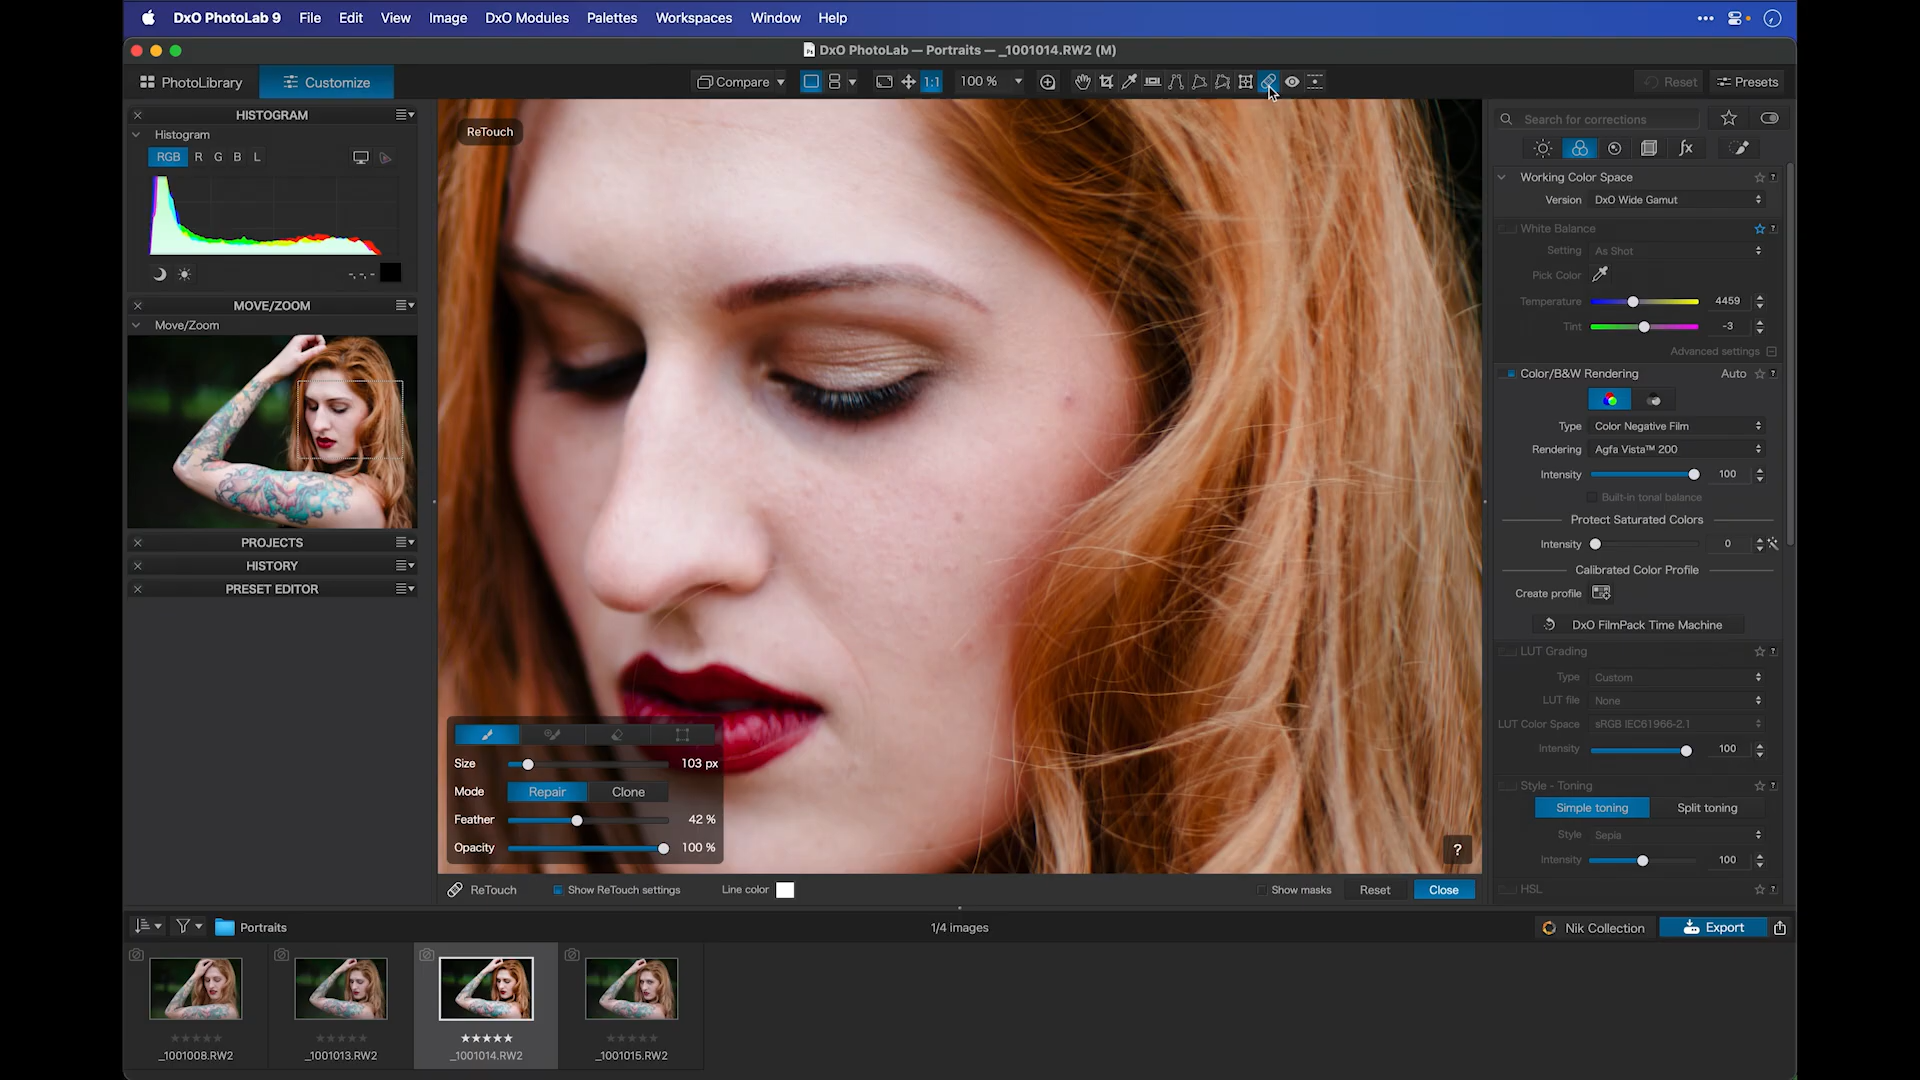 DxO PhotoLab 9 File Edit View Image DxO Modules Palettes Workspaces Window Help
DxO PhotoLab — Portraits — _1001014.RW2 (M)
PhotoLibrary Customize Compare 1:1 100 % Reset Presets
HISTOGRAM
Histogram
RGB R G B L
MOVE/ZOOM
Move/Zoom
PROJECTS
HISTORY
PRESET EDITOR
ReTouch
Size 103 px
Mode Repair Clone
Feather 42 %
Opacity 100 %
?
ReTouch Show ReTouch settings Line color Show masks Reset Close
Search for corrections
fx
Working Color Space ?
Version DxO Wide Gamut
White Balance ?
Setting As Shot
Pick Color
Temperature 4459
Tint -3
Advanced settings
Color/B&W Rendering Auto ?
Type Color Negative Film
Rendering Agfa Vista™ 200
Intensity 100
Built-in tonal balance
Protect Saturated Colors
Intensity 0
Calibrated Color Profile
Create profile
DxO FilmPack Time Machine
LUT Grading ?
Type Custom
LUT file None
LUT Color Space sRGB IEC61966-2.1
Intensity 100
Style - Toning ?
Simple toning Split toning
Style Sepia
Intensity 100
HSL ?
Portraits 1/4 images Nik Collection Export
_1001008.RW2 _1001013.RW2 _1001014.RW2 _1001015.RW2